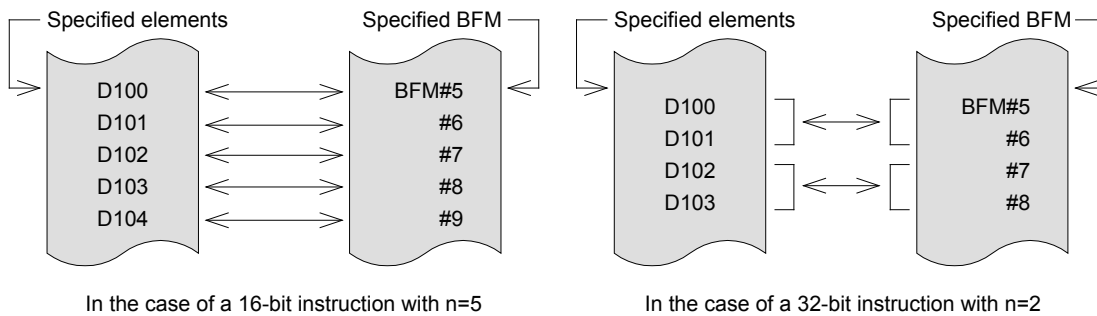 Specified elements Specified BFM
D100 BFM#5
D101 #6
D102 #7
D103 #8
D104 #9
In the case of a 16-bit instruction with n=5
Specified elements Specified BFM
D100 BFM#5
D101 #6
D102 #7
D103 #8
In the case of a 32-bit instruction with n=2